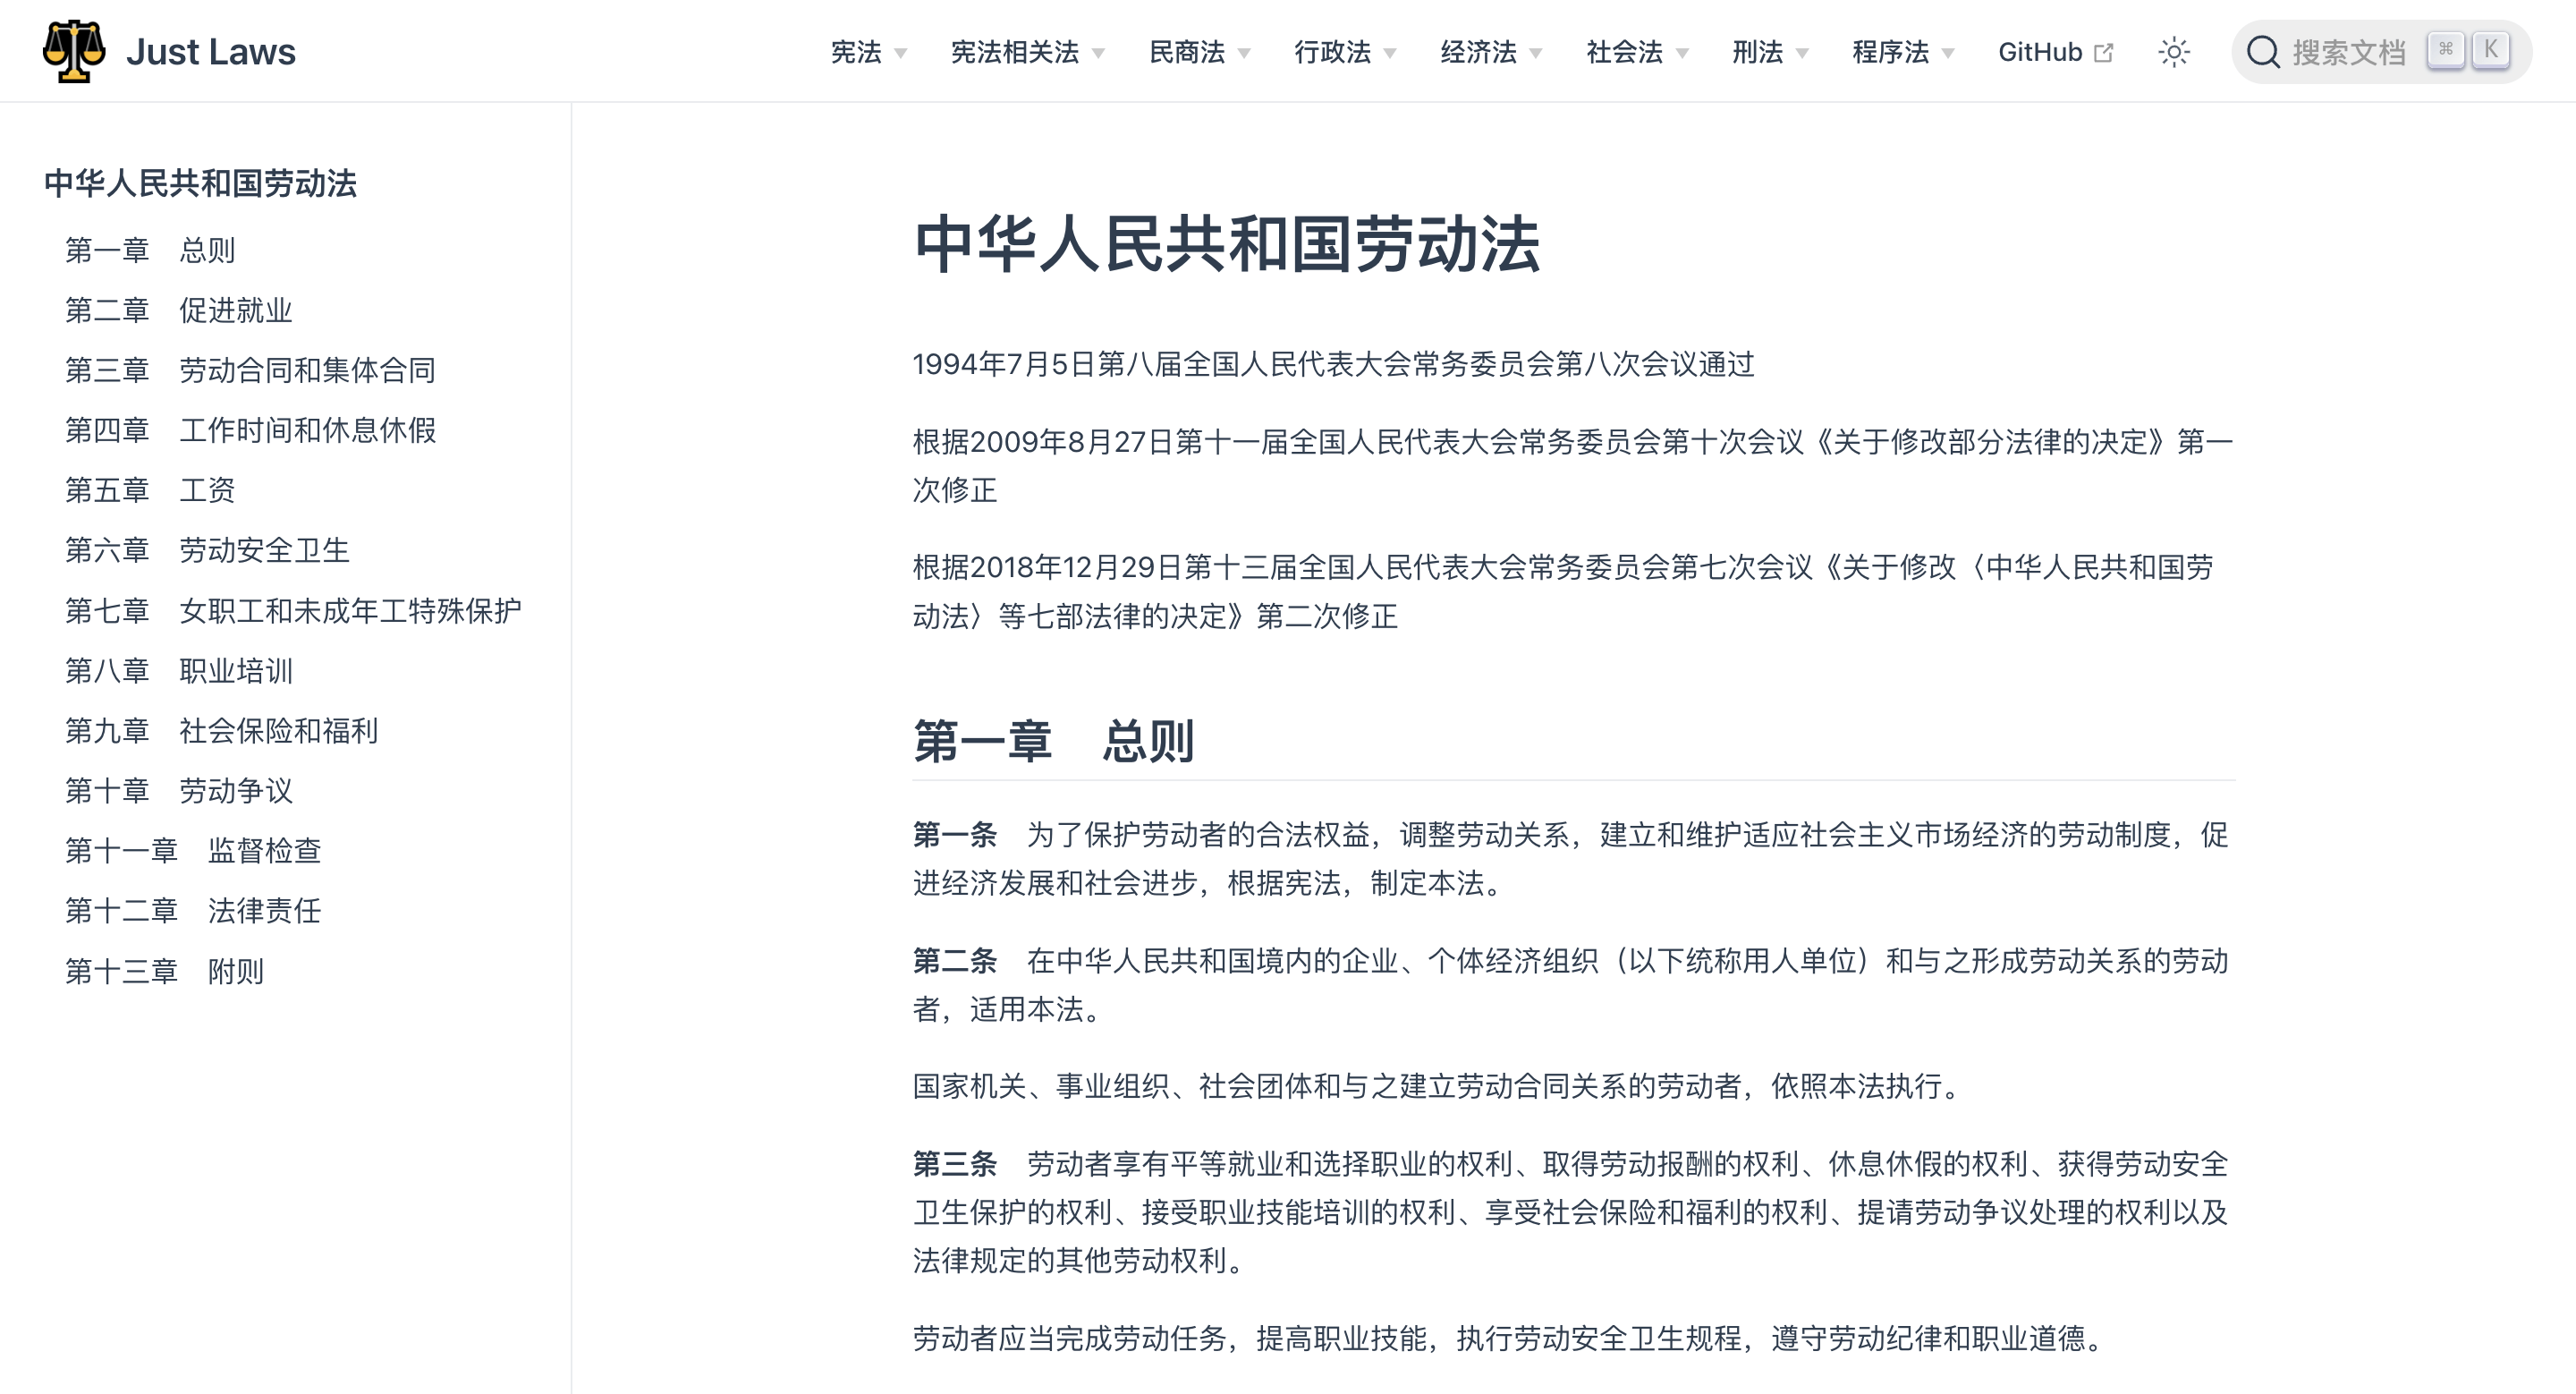 Just Laws
宪法
宪法相关法
民商法
行政法
经济法
社会法
刑法
程序法
GitHub
搜索文档
⌘ K
中华人民共和国劳动法
第一章　总则
第二章　促进就业
第三章　劳动合同和集体合同
第四章　工作时间和休息休假
第五章　工资
第六章　劳动安全卫生
第七章　女职工和未成年工特殊保护
第八章　职业培训
第九章　社会保险和福利
第十章　劳动争议
第十一章　监督检查
第十二章　法律责任
第十三章　附则
中华人民共和国劳动法
1994年7月5日第八届全国人民代表大会常务委员会第八次会议通过
根据2009年8月27日第十一届全国人民代表大会常务委员会第十次会议《关于修改部分法律的决定》第一
次修正
根据2018年12月29日第十三届全国人民代表大会常务委员会第七次会议《关于修改〈中华人民共和国劳
动法〉等七部法律的决定》第二次修正
第一章　总则
第一条　为了保护劳动者的合法权益，调整劳动关系，建立和维护适应社会主义市场经济的劳动制度，促
进经济发展和社会进步，根据宪法，制定本法。
第二条　在中华人民共和国境内的企业、个体经济组织（以下统称用人单位）和与之形成劳动关系的劳动
者，适用本法。
国家机关、事业组织、社会团体和与之建立劳动合同关系的劳动者，依照本法执行。
第三条　劳动者享有平等就业和选择职业的权利、取得劳动报酬的权利、休息休假的权利、获得劳动安全
卫生保护的权利、接受职业技能培训的权利、享受社会保险和福利的权利、提请劳动争议处理的权利以及
法律规定的其他劳动权利。
劳动者应当完成劳动任务，提高职业技能，执行劳动安全卫生规程，遵守劳动纪律和职业道德。